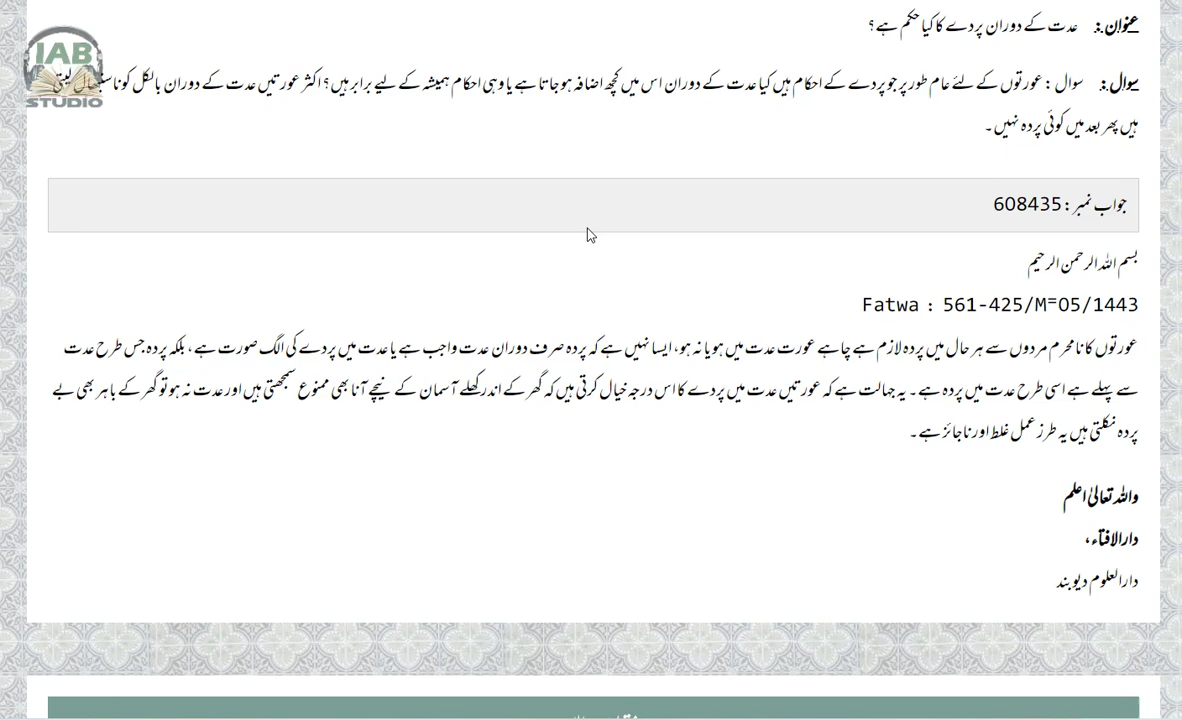 عنوان: عدت کے دوران پردے کا کیا حکم ہے؟
IAB
STUDIO
سوال: سوال : عورتوں کے لئے عام طور پر جو پردے کے احکام ہیں کیا عدت کے دوران اس میں کچھ اضافہ ہو جاتا ہے یا وہی احکام ہمیشہ کے لیے برابر ہیں؟ اکثر عورتیں عدت کے دوران بالکل کونا سنبھال لیتی
ہیں پھر بعد میں کوئی پردہ نہیں۔
جواب نمبر: 608435
بسم الله الرحمن الرحيم
Fatwa : 561-425/M=05/1443
عورتوں کا نامحرم مردوں سے ہر حال میں پردہ لازم ہے چاہے عورت عدت میں ہو یا نہ ہو، ایسا نہیں ہے کہ پردہ صرف دوران عدت واجب ہے یا عدت میں پردے کی الگ صورت ہے، بلکہ پردہ جس طرح عدت
سے پہلے ہے اسی طرح عدت میں پردہ ہے۔ یہ جہالت ہے کہ عورتیں عدت میں پردے کا اس درجہ خیال کرتی ہیں کہ گھر کے اندر کھلے آسمان کے نیچے آنا بھی ممنوع سمجھتی ہیں اور عدت نہ ہو تو گھر کے باہر بھی بے
پردہ نکلتی ہیں یہ طرز عمل غلط اور ناجائز ہے۔
واللہ تعالیٰ اعلم
دارالافتاء،
دارالعلوم دیوبند